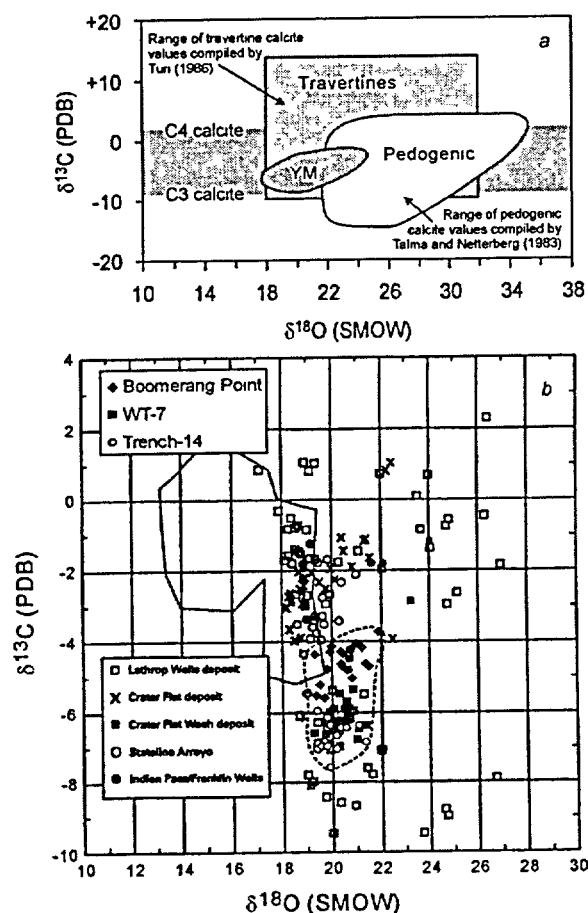 a
+20
+10
0
-10
-20
δ¹³C (PDB)
Range of travertine calcite
values compiled by
Turi (1986)
Travertines
C4 calcite
C3 calcite
YM
Pedogenic
Range of pedogenic
calcite values compiled by
Talma and Netterberg (1983)
10 14 18 22 26 30 34 38
δ¹⁸O (SMOW)
b
4
2
0
-2
-4
-6
-8
-10
δ¹³C (PDB)
Boomerang Point
WT-7
Trench-14
Lathrop Wells deposit
Crater Flat deposit
Crater Flat Wash deposit
Stateline Arroyo
Indian Pass/Franklin Wells
10 12 14 16 18 20 22 24 26 28 30
δ¹⁸O (SMOW)